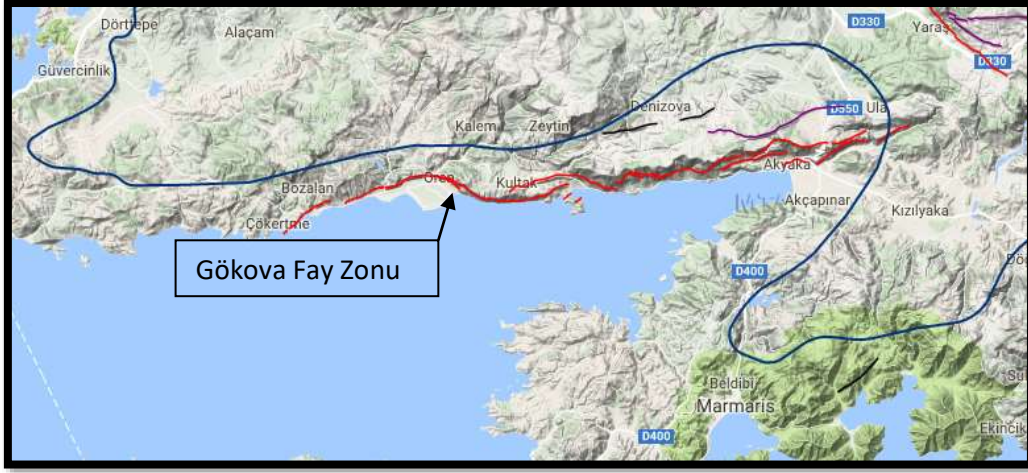 Dörttepe
Alaçam
D330
Yaraş
Güvercinlik
D330
Denizova
D550
Ula
Kalem
Zeytin
Akyaka
Bozalan
Ören
Kultak
Akçapınar
Kızılyaka
Çökertme
Gökova Fay Zonu
D400
Beldibi
Marmaris
D400
Ekincik